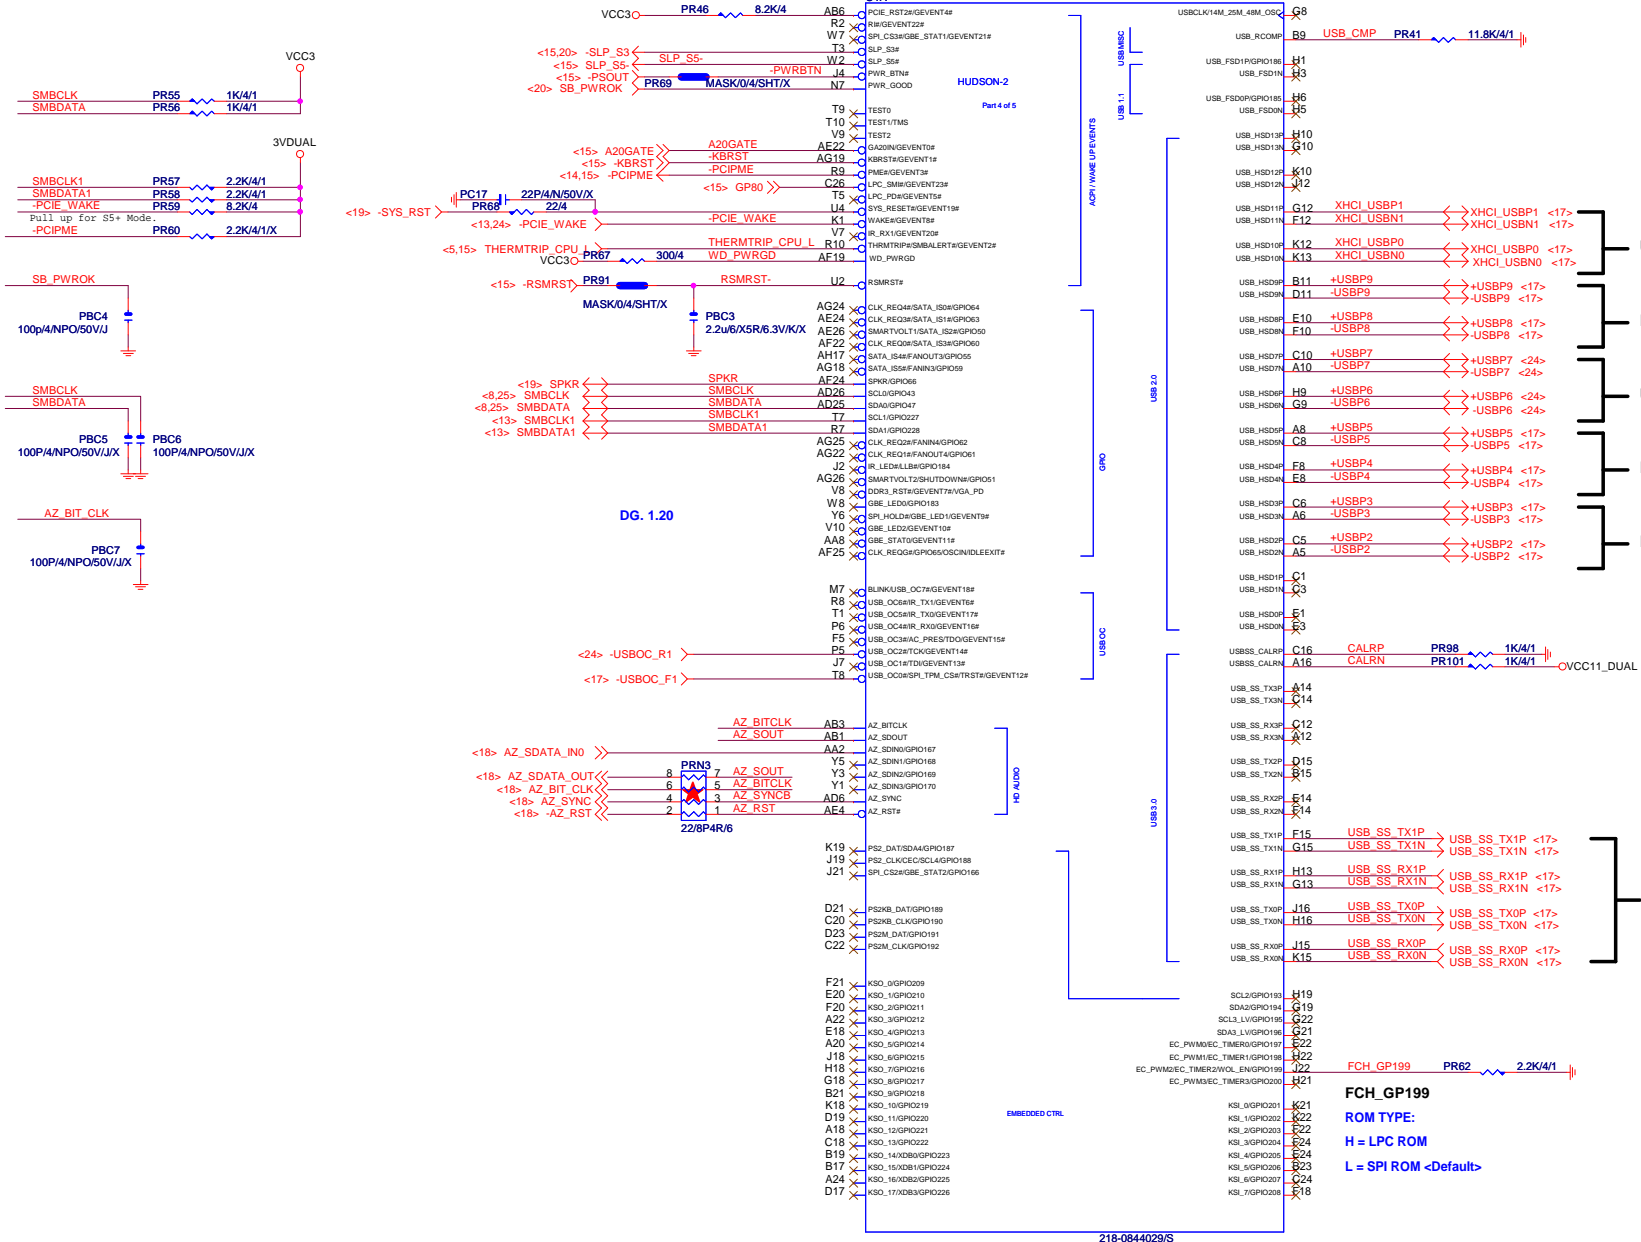 VCC3 PR46 8.2K/4 AB6 PCIE_RST2#/GEVENT4# USBCLK/14M_25M_48M_OSC G8
R2 RI#/GEVENT22#
W7 SPI_CS3#/GBE_STAT1/GEVENT21# USB_RCOMP B9 USB_CMP PR41 11.8K/4/1
<15,20> -SLP_S3 T3 SLP_S3#
<15> SLP_S5- SLP_S5- W2 SLP_S5# USB_FSD1P/GPIO186 H1
<15> -PSOUT -PWRBTN J4 PWR_BTN# USB_FSD1N H3
<20> SB_PWROK PR69 MASK/0/4/SHT/X N7 PWR_GOOD
HUDSON-2
Part 4 of 5
USBMISC
USB 1.1
ACPI / WAKE UP EVENTS
VCC3
SMBCLK PR55 1K/4/1
SMBDATA PR56 1K/4/1
USB_FSD0P/GPIO185 H6
USB_FSD0N H5
T9 TEST0
T10 TEST1/TMS
V9 TEST2 USB_HSD13P H10
<15> A20GATE A20GATE AE22 GA20IN/GEVENT0# USB_HSD13N G10
<15> -KBRST -KBRST AG19 KBRST#/GEVENT1#
<14,15> -PCIPME -PCIPME R9 PME#/GEVENT3# USB_HSD12P K10
<15> GP80 C26 LPC_SMI#/GEVENT23# USB_HSD12N J12
T5 LPC_PD#/GEVENT5#
3VDUAL
SMBCLK1 PR57 2.2K/4/1
SMBDATA1 PR58 2.2K/4/1
-PCIE_WAKE PR59 8.2K/4
Pull up for S5+ Mode.
-PCIPME PR60 2.2K/4/1/X
PC17 22P/4/N/50V/X
<19> -SYS_RST PR68 22/4 U4 SYS_RESET#/GEVENT19# USB_HSD11P G12 XHCI_USBP1 XHCI_USBP1 <17>
<13,24> -PCIE_WAKE -PCIE_WAKE K1 WAKE#/GEVENT8# USB_HSD11N F12 XHCI_USBN1 XHCI_USBN1 <17>
V7 IR_RX1/GEVENT20#
<5,15> THERMTRIP_CPU_L THERMTRIP_CPU_L R10 THRMTRIP#/SMBALERT#/GEVENT2# USB_HSD10P K12 XHCI_USBP0 XHCI_USBP0 <17>
VCC3 PR67 300/4 WD_PWRGD AF19 WD_PWRGD USB_HSD10N K13 XHCI_USBN0 XHCI_USBN0 <17>
<15> -RSMRST PR91 MASK/0/4/SHT/X RSMRST- U2 RSMRST# USB_HSD9P B11 +USBP9 +USBP9 <17>
USB_HSD9N D11 -USBP9 -USBP9 <17>
SB_PWROK
PBC4
100p/4/NPO/50V/J
PBC3
2.2u/6/X5R/6.3V/K/X
AG24 CLK_REQ4#/SATA_IS0#/GPIO64
AE24 CLK_REQ3#/SATA_IS1#/GPIO63 USB_HSD8P E10 +USBP8 +USBP8 <17>
AE26 SMARTVOLT1/SATA_IS2#/GPIO50 USB_HSD8N F10 -USBP8 -USBP8 <17>
AF22 CLK_REQ0#/SATA_IS3#/GPIO60
AH17 SATA_IS4#/FANOUT3/GPIO55 USB_HSD7P C10 +USBP7 +USBP7 <24>
AG18 SATA_IS5#/FANIN3/GPIO59 USB_HSD7N A10 -USBP7 -USBP7 <24>
<19> SPKR SPKR AF24 SPKR/GPIO66
<8,25> SMBCLK SMBCLK AD26 SCL0/GPIO43 USB_HSD6P H9 +USBP6 +USBP6 <24>
<8,25> SMBDATA SMBDATA AD25 SDA0/GPIO47 USB_HSD6N G9 -USBP6 -USBP6 <24>
<13> SMBCLK1 SMBCLK1 T7 SCL1/GPIO227
<13> SMBDATA1 SMBDATA1 R7 SDA1/GPIO228 USB_HSD5P A8 +USBP5 +USBP5 <17>
AG25 CLK_REQ2#/FANIN4/GPIO62 USB_HSD5N C8 -USBP5 -USBP5 <17>
AG22 CLK_REQ1#/FANOUT4/GPIO61
J2 IR_LED#/LLB#/GPIO184 USB_HSD4P F8 +USBP4 +USBP4 <17>
AG26 SMARTVOLT2/SHUTDOWN#/GPIO51 USB_HSD4N E8 -USBP4 -USBP4 <17>
V8 DDR3_RST#/GEVENT7#/VGA_PD
W8 GBE_LED0/GPIO183 USB_HSD3P C6 +USBP3 +USBP3 <17>
Y6 SPI_HOLD#/GBE_LED1/GEVENT9# USB_HSD3N A6 -USBP3 -USBP3 <17>
V10 GBE_LED2/GEVENT10#
AA8 GBE_STAT0/GEVENT11# USB_HSD2P C5 +USBP2 +USBP2 <17>
AF25 CLK_REQG#/GPIO65/OSCIN/IDLEEXIT# USB_HSD2N A5 -USBP2 -USBP2 <17>
GPIO
USB 2.0
SMBCLK
SMBDATA
PBC5 PBC6
100P/4/NPO/50V/J/X 100P/4/NPO/50V/J/X
AZ_BIT_CLK
PBC7
100P/4/NPO/50V/J/X
DG. 1.20
USB_HSD1P C1
M7 BLINK/USB_OC7#/GEVENT18# USB_HSD1N C3
R8 USB_OC6#/IR_TX1/GEVENT6#
T1 USB_OC5#/IR_TX0/GEVENT17# USB_HSD0P E1
P6 USB_OC4#/IR_RX0/GEVENT16# USB_HSD0N E3
F5 USB_OC3#/AC_PRES/TDO/GEVENT15#
<24> -USBOC_R1 P5 USB_OC2#/TCK/GEVENT14# USBSS_CALRP C16 CALRP PR98 1K/4/1
J7 USB_OC1#/TDI/GEVENT13# USBSS_CALRN A16 CALRN PR101 1K/4/1 VCC11_DUAL
<17> -USBOC_F1 T8 USB_OC0#/SPI_TPM_CS#/TRST#/GEVENT12#
USBOC
USB_SS_TX3P A14
USB_SS_TX3N C14
AZ_BITCLK AB3 AZ_BITCLK USB_SS_RX3P C12
AZ_SOUT AB1 AZ_SDOUT USB_SS_RX3N A12
<18> AZ_SDATA_IN0 AA2 AZ_SDIN0/GPIO167
Y5 AZ_SDIN1/GPIO168 USB_SS_TX2P D15
<18> AZ_SDATA_OUT 8 PRN3 7 AZ_SOUT Y3 AZ_SDIN2/GPIO169 USB_SS_TX2N B15
<18> AZ_BIT_CLK 6 5 AZ_BITCLK Y1 AZ_SDIN3/GPIO170
<18> AZ_SYNC 4 3 AZ_SYNCB AD6 AZ_SYNC USB_SS_RX2P E14
<18> -AZ_RST 2 1 AZ_RST AE4 AZ_RST# USB_SS_RX2N F14
22/8P4R/6
HD AUDIO
USB3.0
USB_SS_TX1P F15 USB_SS_TX1P USB_SS_TX1P <17>
K19 PS2_DAT/SDA4/GPIO187 USB_SS_TX1N G15 USB_SS_TX1N USB_SS_TX1N <17>
J19 PS2_CLK/CEC/SCL4/GPIO188
J21 SPI_CS2#/GBE_STAT2/GPIO166 USB_SS_RX1P H13 USB_SS_RX1P USB_SS_RX1P <17>
USB_SS_RX1N G13 USB_SS_RX1N USB_SS_RX1N <17>
D21 PS2KB_DAT/GPIO189 USB_SS_TX0P J16 USB_SS_TX0P USB_SS_TX0P <17>
C20 PS2KB_CLK/GPIO190 USB_SS_TX0N H16 USB_SS_TX0N USB_SS_TX0N <17>
D23 PS2M_DAT/GPIO191
C22 PS2M_CLK/GPIO192 USB_SS_RX0P J15 USB_SS_RX0P USB_SS_RX0P <17>
USB_SS_RX0N K15 USB_SS_RX0N USB_SS_RX0N <17>
F21 KSO_0/GPIO209
E20 KSO_1/GPIO210 SCL2/GPIO193 H19
F20 KSO_2/GPIO211 SDA2/GPIO194 G19
A22 KSO_3/GPIO212 SCL3_LV/GPIO195 G22
E18 KSO_4/GPIO213 SDA3_LV/GPIO196 G21
A20 KSO_5/GPIO214 EC_PWM0/EC_TIMER0/GPIO197 E22
J18 KSO_6/GPIO215 EC_PWM1/EC_TIMER1/GPIO198 H22
H18 KSO_7/GPIO216 EC_PWM2/EC_TIMER2/WOL_EN/GPIO199 J22 FCH_GP199 PR62 2.2K/4/1
G18 KSO_8/GPIO217 EC_PWM3/EC_TIMER3/GPIO200 H21
B21 KSO_9/GPIO218
K18 KSO_10/GPIO219 KSI_0/GPIO201 K21
D19 KSO_11/GPIO220 KSI_1/GPIO202 K22
A18 KSO_12/GPIO221 KSI_2/GPIO203 F22
C18 KSO_13/GPIO222 KSI_3/GPIO204 F24
B19 KSO_14/XDB0/GPIO223 KSI_4/GPIO205 E24
B17 KSO_15/XDB1/GPIO224 KSI_5/GPIO206 B23
A24 KSO_16/XDB2/GPIO225 KSI_6/GPIO207 C24
D17 KSO_17/XDB3/GPIO226 KSI_7/GPIO208 F18
EMBEDDED CTRL
FCH_GP199
ROM TYPE:
H = LPC ROM
L = SPI ROM <Default>
218-0844029/S